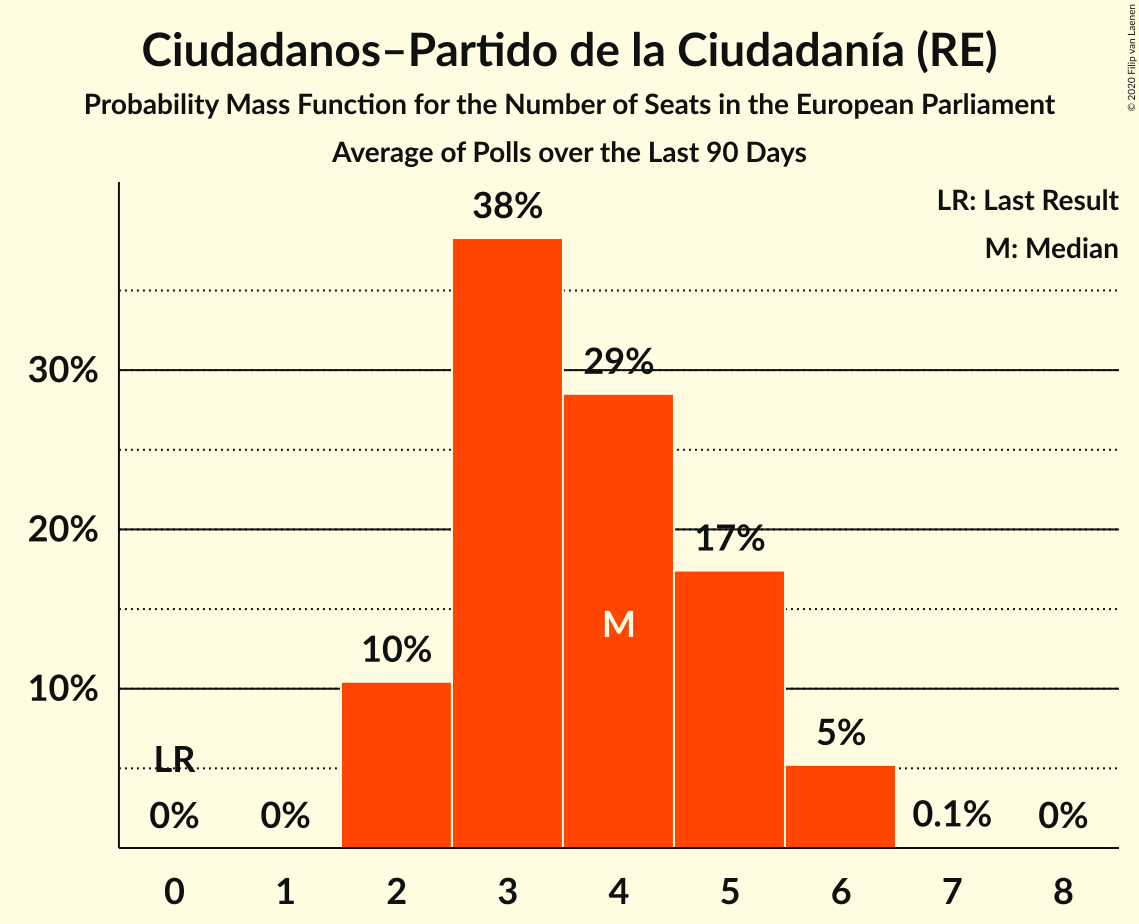 Ciudadanos–Partido de la Ciudadanía (RE)
Probability Mass Function for the Number of Seats in the European Parliament
Average of Polls over the Last 90 Days
© 2020 Filip van Laenen
LR: Last Result
M: Median
38%
30%
29%
20%
17%
M
10%
10%
5%
LR
0%
0%
0.1%
0%
0 1 2 3 4 5 6 7 8